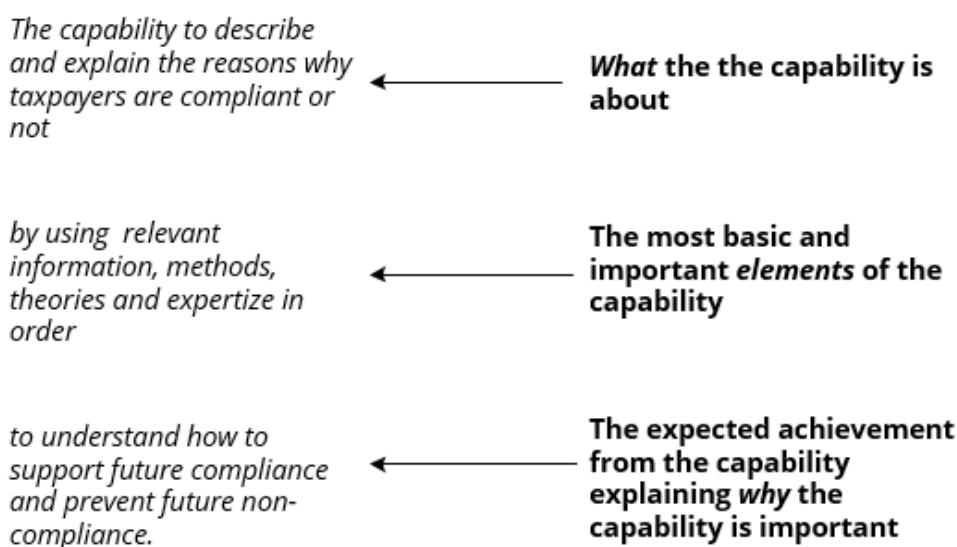 The capability to describe
and explain the reasons why
taxpayers are compliant or
not
What the the capability is
about
by using  relevant
information, methods,
theories and expertize in
order
The most basic and
important elements of the
capability
to understand how to
support future compliance
and prevent future non-
compliance.
The expected achievement
from the capability
explaining why the
capability is important